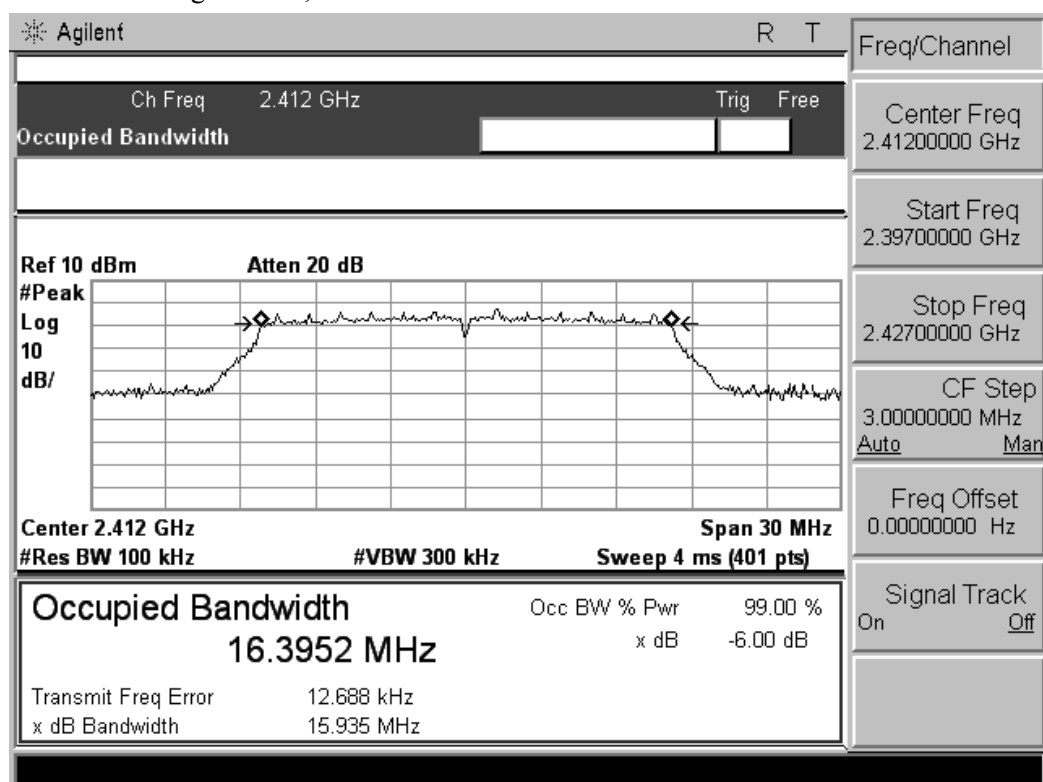 Agilent R T
Freq/Channel
Ch Freq 2.412 GHz Trig Free
Occupied Bandwidth
Center Freq
2.41200000 GHz
Start Freq
2.39700000 GHz
Stop Freq
2.42700000 GHz
CF Step
3.00000000 MHz
Auto Man
Freq Offset
0.00000000 Hz
Signal Track
On Off
Ref 10 dBm Atten 20 dB
#Peak
Log
10
dB/
Center 2.412 GHz Span 30 MHz
#Res BW 100 kHz #VBW 300 kHz Sweep 4 ms (401 pts)
Occupied Bandwidth Occ BW % Pwr 99.00 %
16.3952 MHz x dB -6.00 dB
Transmit Freq Error 12.688 kHz
x dB Bandwidth 15.935 MHz